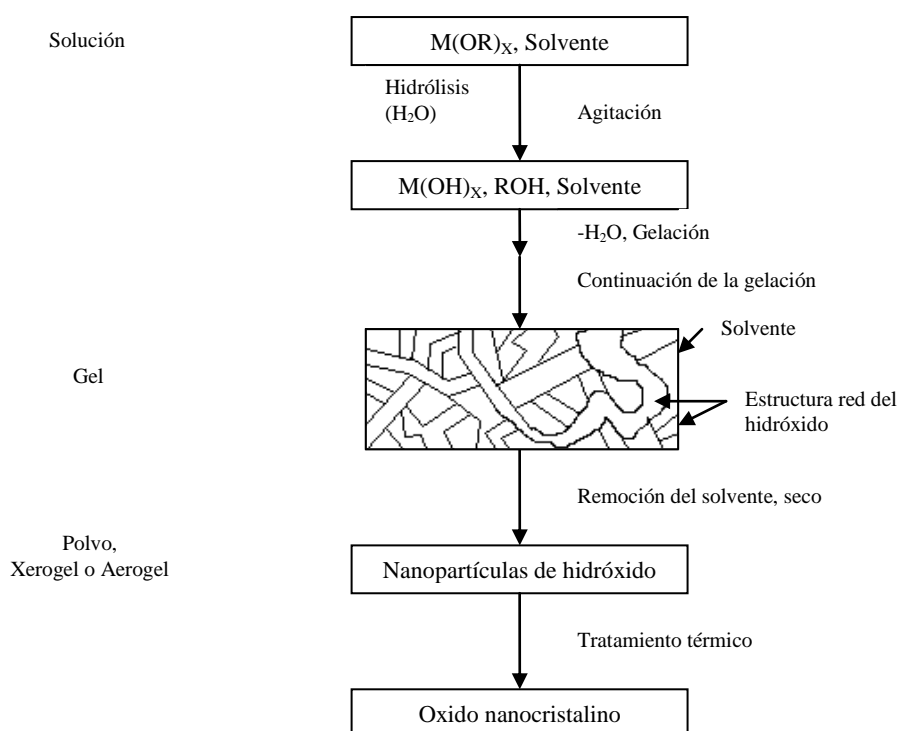 Solución
M(OR)X, Solvente
Hidrólisis
(H2O)
Agitación
M(OH)X, ROH, Solvente
-H2O, Gelación
Continuación de la gelación
Solvente
Gel
Estructura red del
hidróxido
Remoción del solvente, seco
Polvo,
Xerogel o Aerogel
Nanopartículas de hidróxido
Tratamiento térmico
Oxido nanocristalino